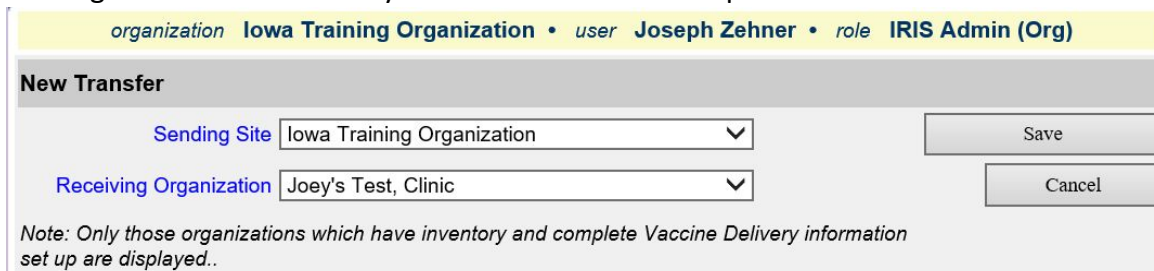 organization Iowa Training Organization • user Joseph Zehner • role IRIS Admin (Org)
New Transfer
Sending Site Iowa Training Organization Save
Receiving Organization Joey's Test, Clinic Cancel
Note: Only those organizations which have inventory and complete Vaccine Delivery information
set up are displayed..